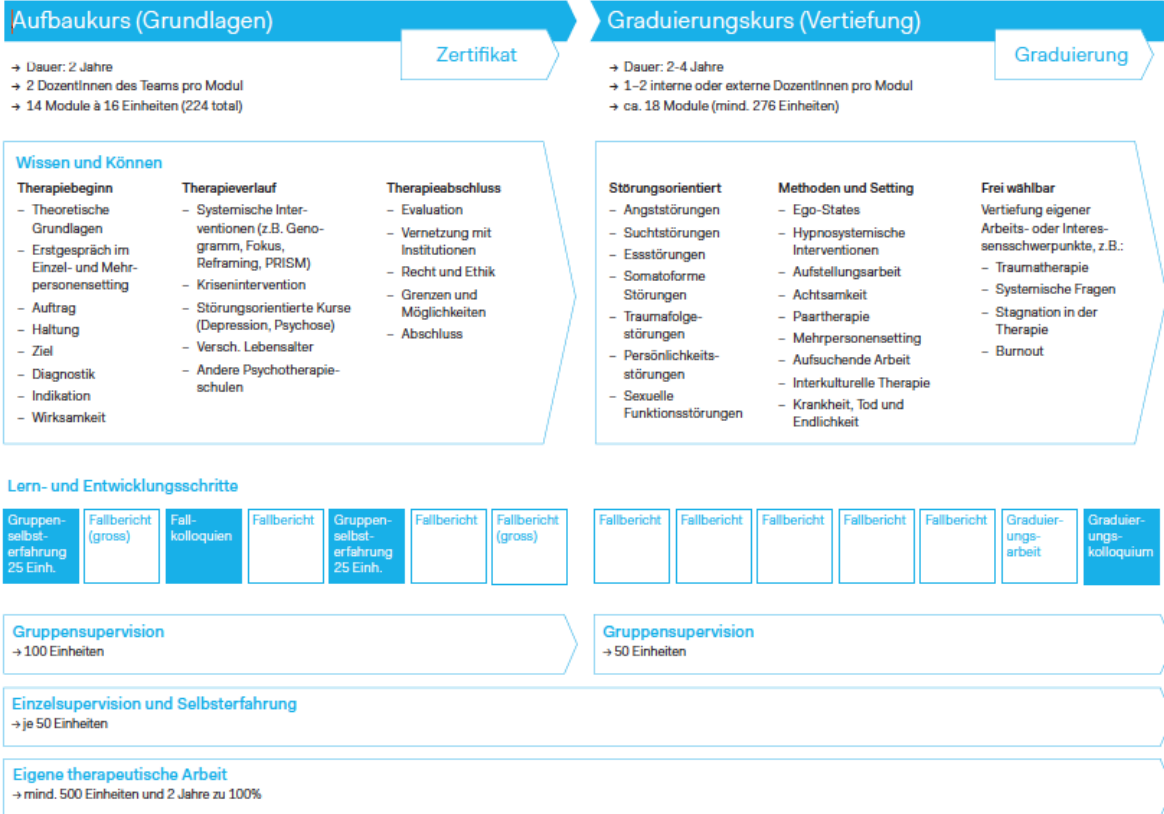 Aufbaukurs (Grundlagen)
Zertifikat
→ Dauer: 2 Jahre
→ 2 DozentInnen des Teams pro Modul
→ 14 Module à 16 Einheiten (224 total)
Graduierungskurs (Vertiefung)
Graduierung
→ Dauer: 2-4 Jahre
→ 1–2 interne oder externe DozentInnen pro Modul
→ ca. 18 Module (mind. 276 Einheiten)
Wissen und Können
Therapiebeginn
– Theoretische
Grundlagen
– Erstgespräch im
Einzel- und Mehr-
personensetting
– Auftrag
– Haltung
– Ziel
– Diagnostik
– Indikation
– Wirksamkeit
Therapieverlauf
– Systemische Inter-
ventionen (z.B. Geno-
gramm, Fokus,
Reframing, PRISM)
– Krisenintervention
– Störungsorientierte Kurse
(Depression, Psychose)
– Versch. Lebensalter
– Andere Psychotherapie-
schulen
Therapieabschluss
– Evaluation
– Vernetzung mit
Institutionen
– Recht und Ethik
– Grenzen und
Möglichkeiten
– Abschluss
Störungsorientiert
– Angststörungen
– Suchtstörungen
– Essstörungen
– Somatoforme
Störungen
– Traumafolge-
störungen
– Persönlichkeits-
störungen
– Sexuelle
Funktionsstörungen
Methoden und Setting
– Ego-States
– Hypnosystemische
Interventionen
– Aufstellungsarbeit
– Achtsamkeit
– Paartherapie
– Mehrpersonensetting
– Aufsuchende Arbeit
– Interkulturelle Therapie
– Krankheit, Tod und
Endlichkeit
Frei wählbar
Vertiefung eigener
Arbeits- oder Interes-
sensschwerpunkte, z.B.:
– Traumatherapie
– Systemische Fragen
– Stagnation in der
Therapie
– Burnout
Lern- und Entwicklungsschritte
Gruppen-
selbst-
erfahrung
25 Einh.
Fallbericht
(gross)
Fall-
kolloquien
Fallbericht
Gruppen-
selbst-
erfahrung
25 Einh.
Fallbericht
Fallbericht
(gross)
Fallbericht
Fallbericht
Fallbericht
Fallbericht
Fallbericht
Graduier-
ungs-
arbeit
Graduier-
ungs-
kolloquium
Gruppensupervision
→ 100 Einheiten
Gruppensupervision
→ 50 Einheiten
Einzelsupervision und Selbsterfahrung
→ je 50 Einheiten
Eigene therapeutische Arbeit
→ mind. 500 Einheiten und 2 Jahre zu 100%